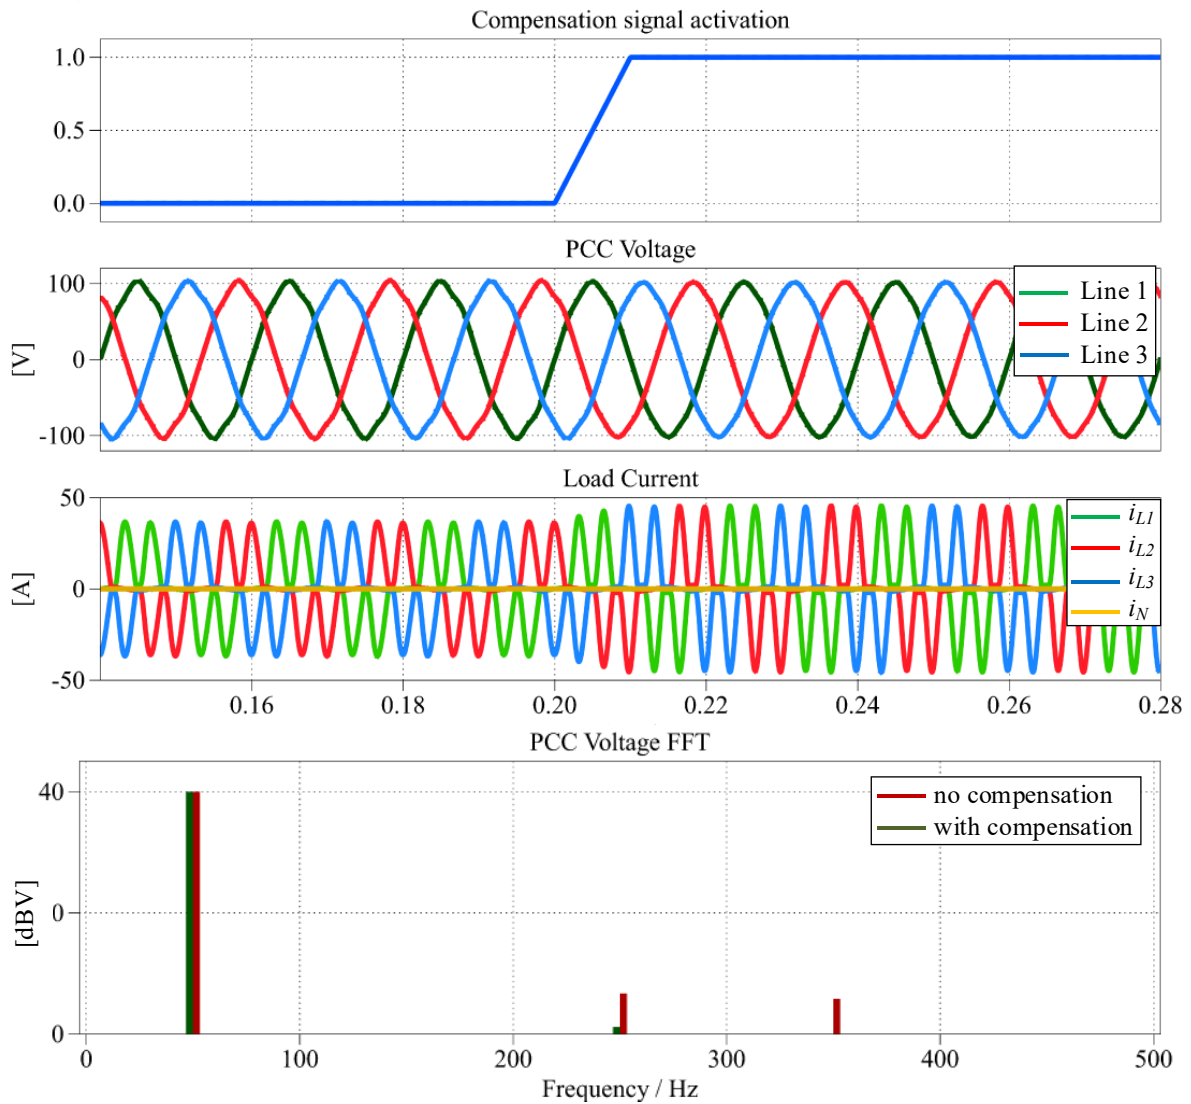 Compensation signal activation
1.0
0.5
0.0
PCC Voltage
100
0
-100
[V]
Line 1
Line 2
Line 3
Load Current
50
0
-50
[A]
iL1
iL2
iL3
iN
0.16 0.18 0.20 0.22 0.24 0.26 0.28
PCC Voltage FFT
40
0
0
[dBV]
no compensation
with compensation
0 100 200 300 400 500
Frequency / Hz